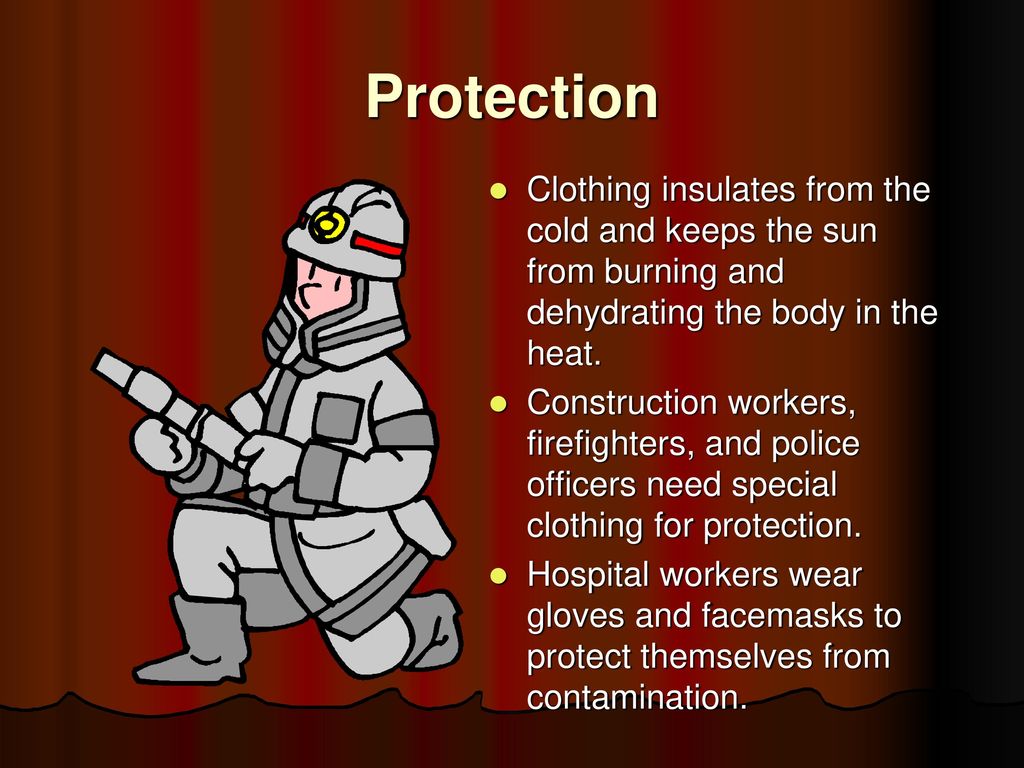 Protection
Clothing insulates from the
cold and keeps the sun
from burning and
dehydrating the body in the
heat.
Construction workers,
firefighters, and police
officers need special
clothing for protection.
Hospital workers wear
gloves and facemasks to
protect themselves from
contamination.